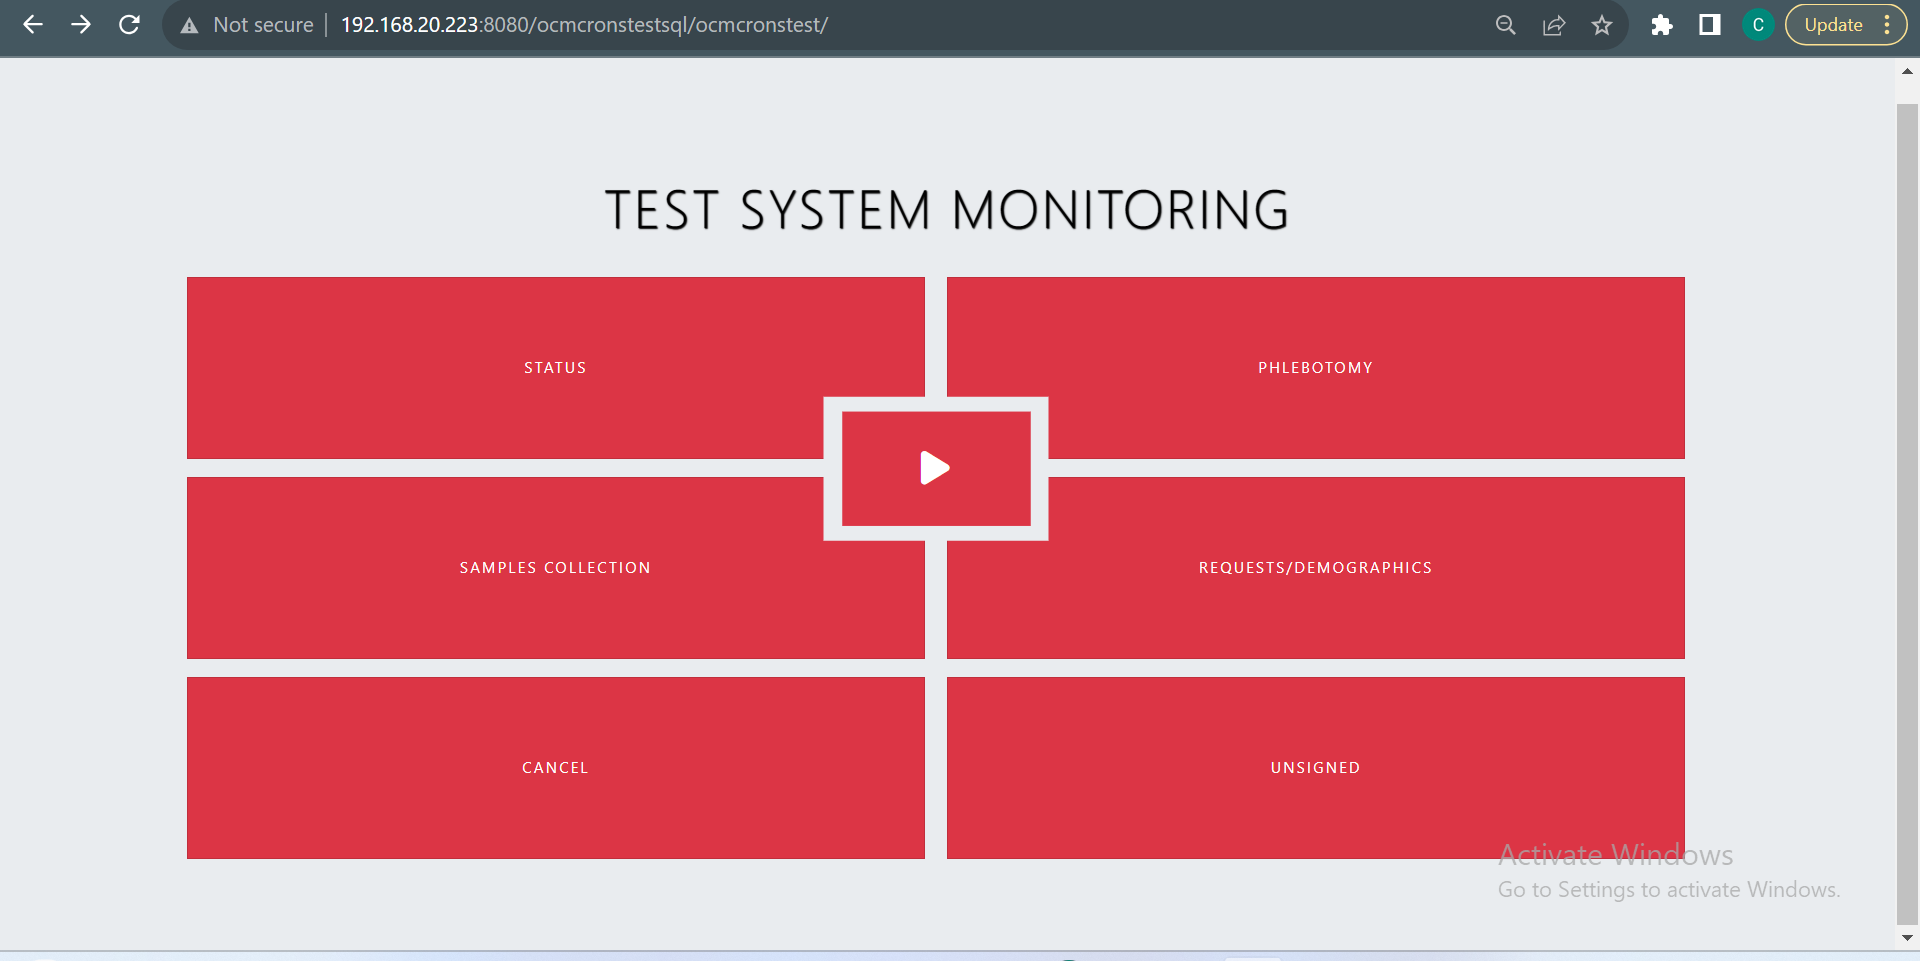 Not secure
192.168.20.223:8080/ocmcronstestsql/ocmcronstest/
C
Update
TEST SYSTEM MONITORING
STATUS
PHLEBOTOMY
SAMPLES COLLECTION
REQUESTS/DEMOGRAPHICS
CANCEL
UNSIGNED
Activate Windows
Go to Settings to activate Windows.